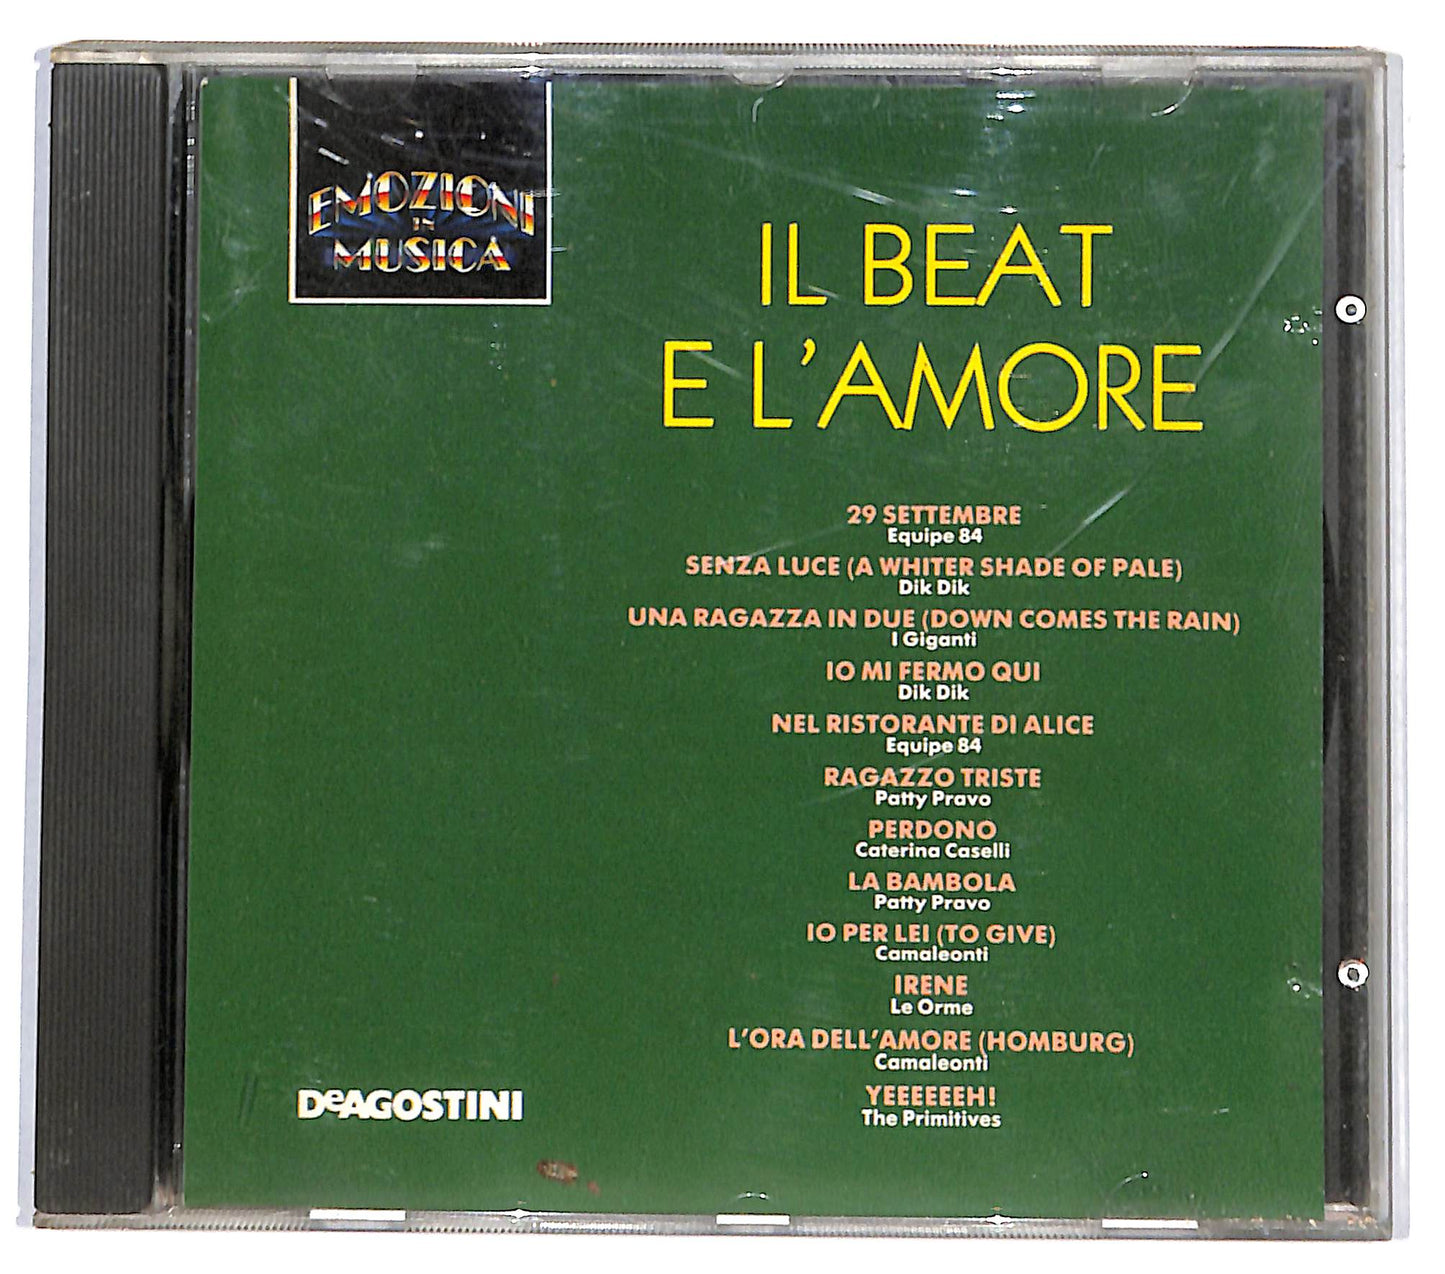 EMOZIONI
IN
MUSICA
IL BEAT
E L'AMORE
29 SETTEMBRE
Equipe 84
SENZA LUCE (A WHITER SHADE OF PALE)
Dik Dik
UNA RAGAZZA IN DUE (DOWN COMES THE RAIN)
I Giganti
IO MI FERMO QUI
Dik Dik
NEL RISTORANTE DI ALICE
Equipe 84
RAGAZZO TRISTE
Patty Pravo
PERDONO
Caterina Caselli
LA BAMBOLA
Patty Pravo
IO PER LEI (TO GIVE)
Camaleonti
IRENE
Le Orme
L'ORA DELL'AMORE (HOMBURG)
Camaleonti
YEEEEEEH!
The Primitives
DeAGOSTINI